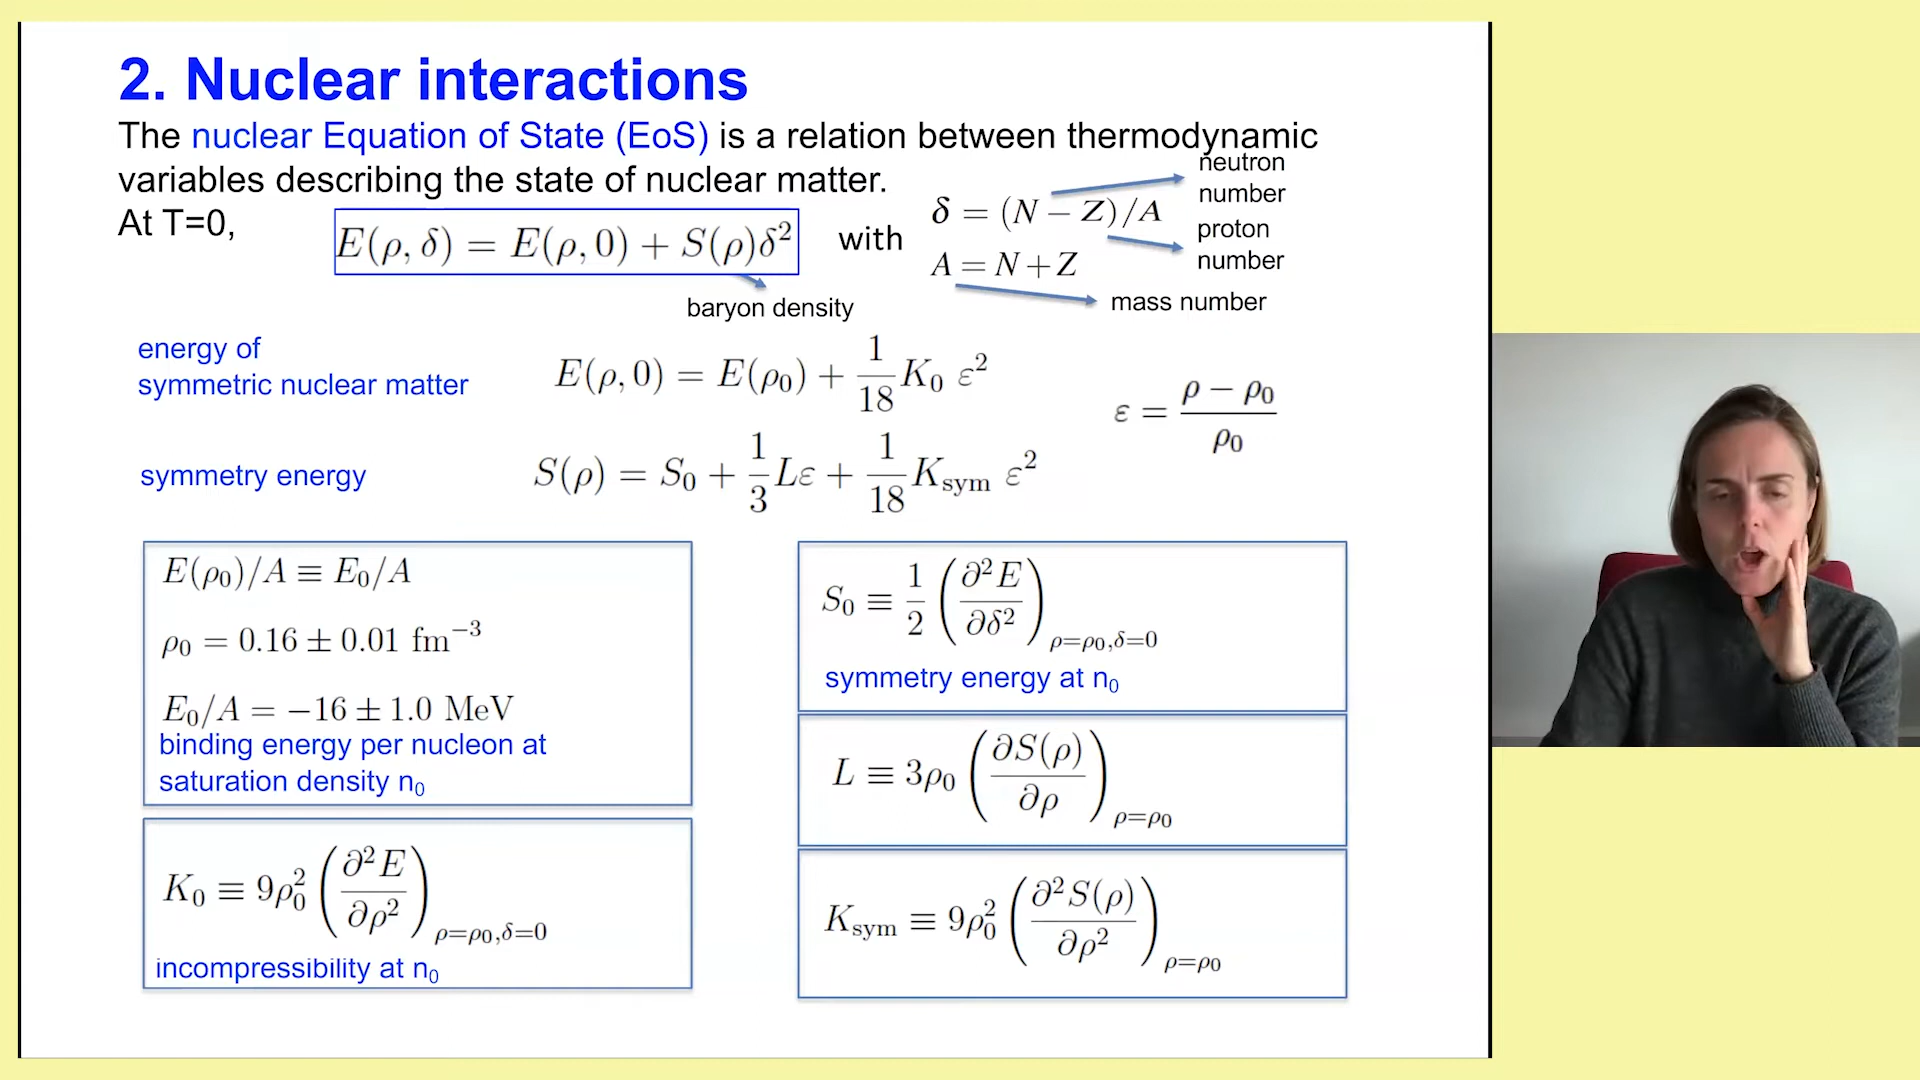 2. Nuclear interactions
The nuclear Equation of State (EoS) is a relation between thermodynamic
variables describing the state of nuclear matter.
At T=0,
E(ρ, δ) = E(ρ, 0) + S(ρ)δ²
with
δ = (N − Z)/A
A = N + Z
neutron
number
proton
number
mass number
baryon density
energy of
symmetric nuclear matter
E(ρ, 0) = E(ρ₀) + 1/18 K₀ ε²
ε = (ρ − ρ₀)/ρ₀
symmetry energy
S(ρ) = S₀ + 1/3 Lε + 1/18 K_sym ε²
E(ρ₀)/A ≡ E₀/A
ρ₀ = 0.16 ± 0.01 fm⁻³
E₀/A = −16 ± 1.0 MeV
binding energy per nucleon at
saturation density n₀
K₀ ≡ 9ρ₀² (∂²E/∂ρ²)_ρ=ρ₀,δ=0
incompressibility at n₀
S₀ ≡ 1/2 (∂²E/∂δ²)_ρ=ρ₀,δ=0
symmetry energy at n₀
L ≡ 3ρ₀ (∂S(ρ)/∂ρ)_ρ=ρ₀
K_sym ≡ 9ρ₀² (∂²S(ρ)/∂ρ²)_ρ=ρ₀